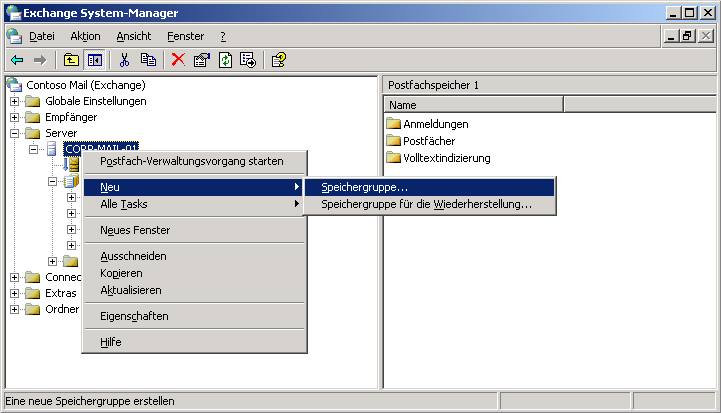 Exchange System-Manager
Datei Aktion Ansicht Fenster ?
Contoso Mail (Exchange)
Globale Einstellungen
Empfänger
Server
CORP-MAIL-01
Connec
Extras
Ordner
Postfach-Verwaltungsvorgang starten
Neu
Alle Tasks
Neues Fenster
Ausschneiden
Kopieren
Aktualisieren
Eigenschaften
Hilfe
Speichergruppe...
Speichergruppe für die Wiederherstellung...
Postfachspeicher 1
Name
Anmeldungen
Postfächer
Volltextindizierung
Eine neue Speichergruppe erstellen